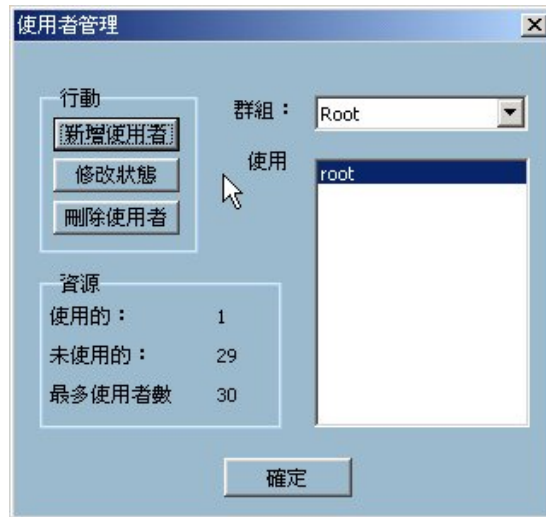 使用者管理
行動
新增使用者
修改狀態
刪除使用者
群組：
Root
使用
root
資源
使用的： 1
未使用的： 29
最多使用者數 30
確定